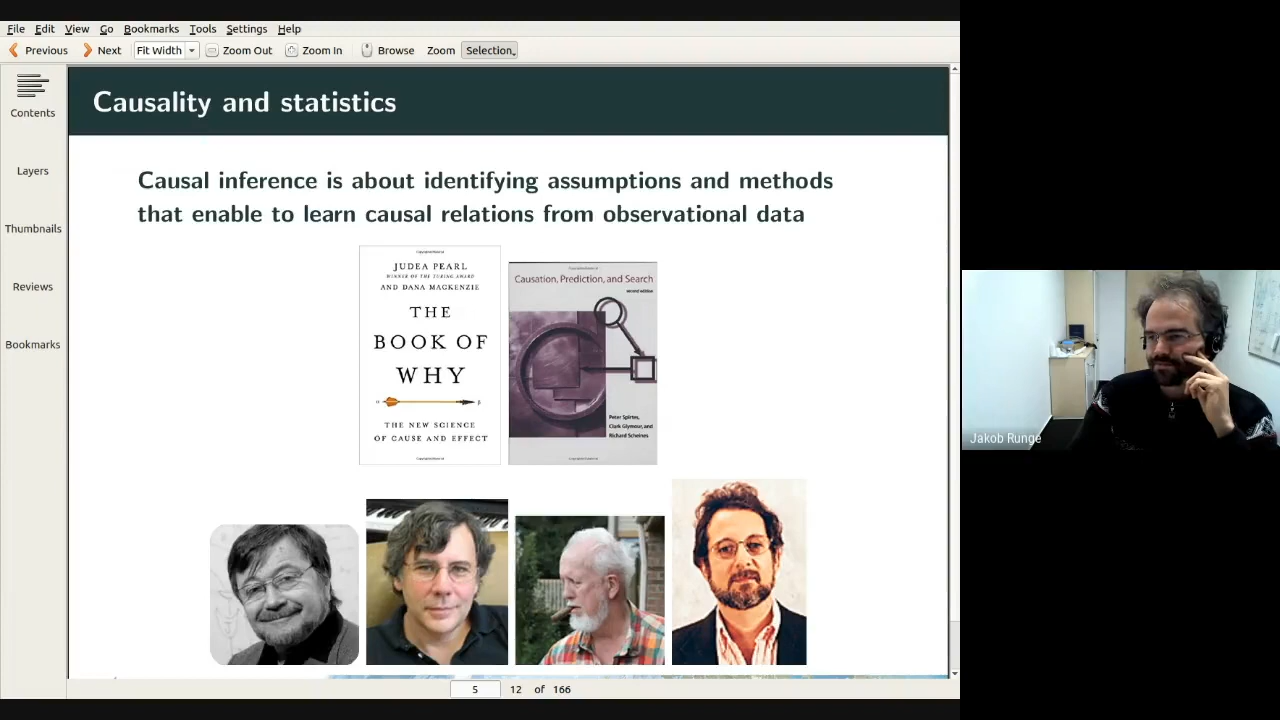 File Edit View Go Bookmarks Tools Settings Help
Previous Next Fit Width Zoom Out Zoom In Browse Zoom Selection
Contents
Layers
Thumbnails
Reviews
Bookmarks
Causality and statistics
Causal inference is about identifying assumptions and methods
that enable to learn causal relations from observational data
JUDEA PEARL
WINNER OF THE TURING AWARD
AND DANA MACKENZIE
THE
BOOK OF
WHY
THE NEW SCIENCE
OF CAUSE AND EFFECT
Causation, Prediction, and Search
second edition
Peter Spirtes,
Clark Glymour, and
Richard Scheines
Jakob Runge
5 12 of 166